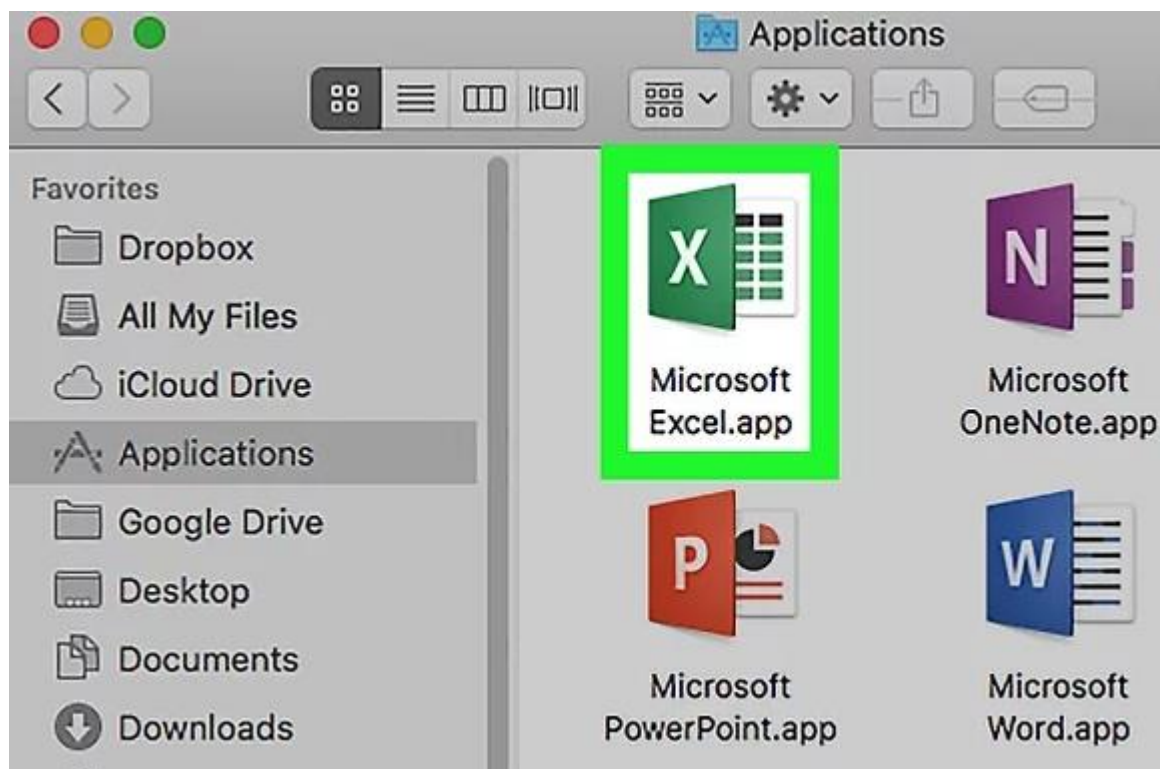 Applications
Favorites
Dropbox
All My Files
iCloud Drive
Applications
Google Drive
Desktop
Documents
Downloads
X
Microsoft
Excel.app
N
Microsoft
OneNote.app
P
Microsoft
PowerPoint.app
W
Microsoft
Word.app